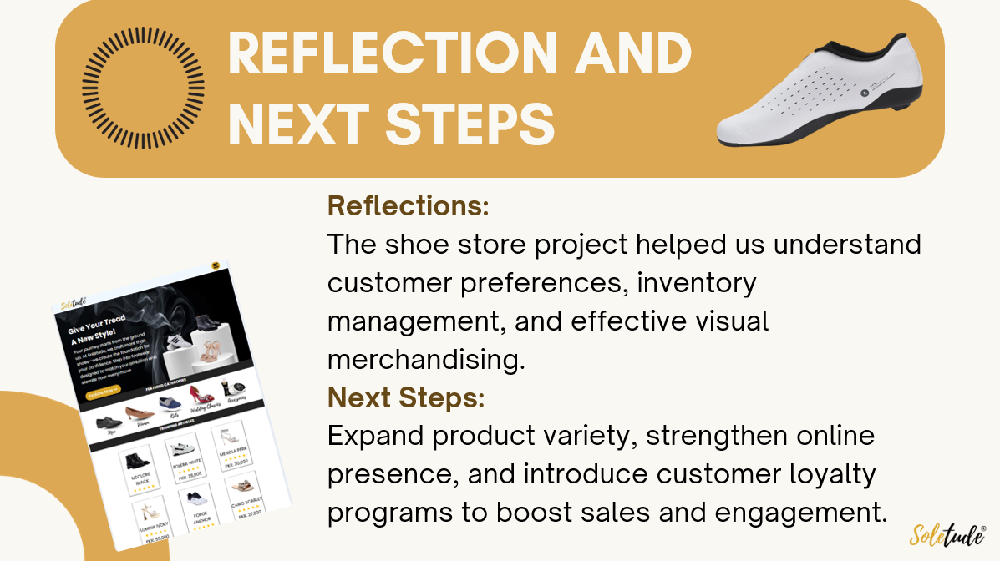 REFLECTION AND
NEXT STEPS
Reflections:
The shoe store project helped us understand
customer preferences, inventory
management, and effective visual
merchandising.
Next Steps:
Expand product variety, strengthen online
presence, and introduce customer loyalty
programs to boost sales and engagement.
Soletude
Give Your Tread
A New Style!
Your journey starts from the ground
up. At Soletude, we craft more than
shoes—we create the foundation for
your confidence. Step into footwear
designed to match your ambition and
elevate your every move
Explore Now
FEATURED CATEGORIES
Men
Women
Kids
Wedding Classics
Accessories
TRENDING ARTICLES
MECLORE
BLACK
FOLERA WHITE
PKR. 28,000
MENOLA PERK
PKR. 30,000
LUMINA IVORY
FORGE
ANCHOR
CAIRO SCARLET
PKR. 27,000
Soletude®